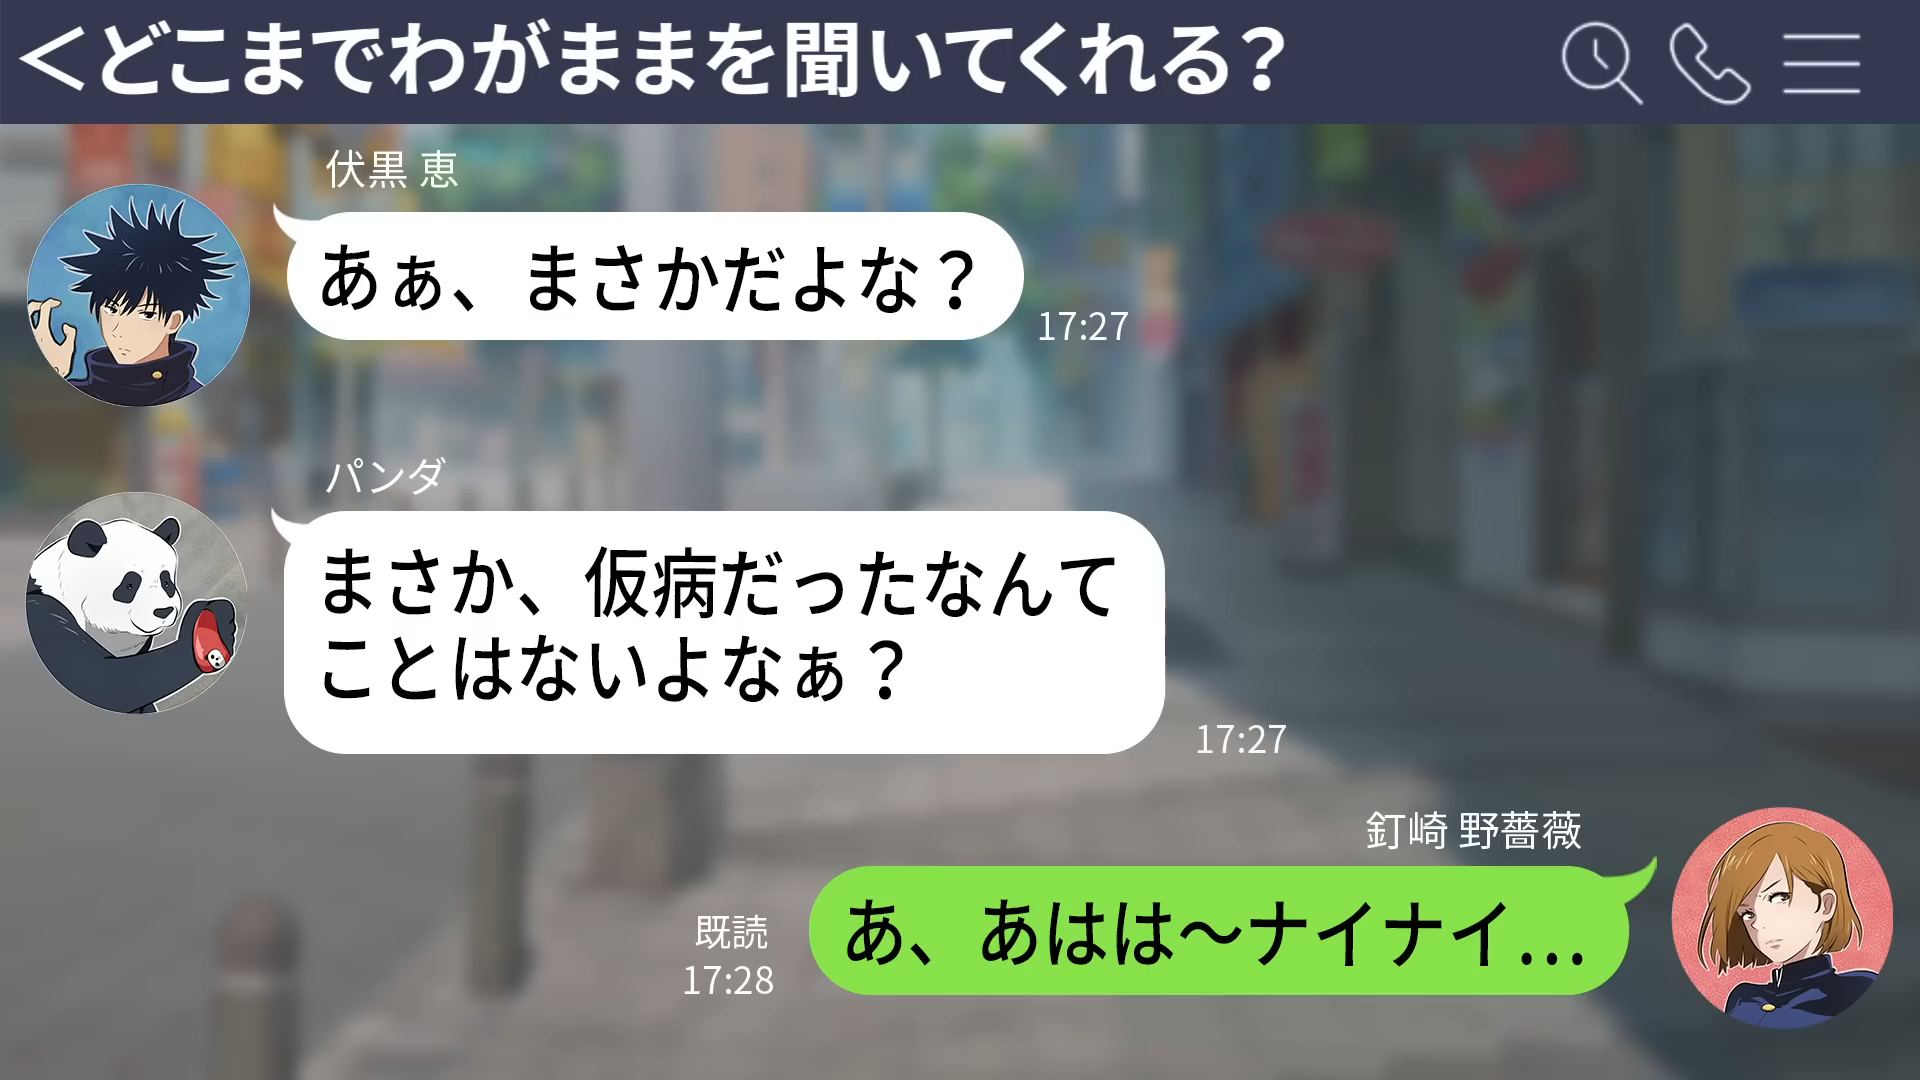 ＜どこまでわがままを聞いてくれる？
伏黒 恵
あぁ、まさかだよな？
17:27
パンダ
まさか、仮病だったなんて
ことはないよなぁ？
17:27
釘崎 野薔薇
あ、あはは〜ナイナイ…
既読
17:28